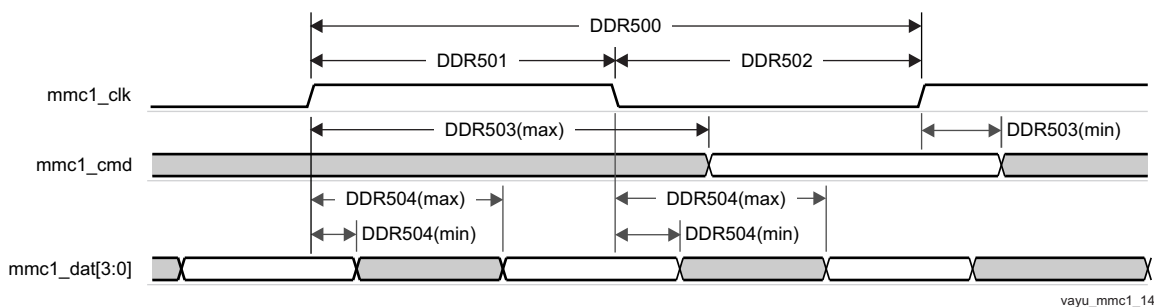 DDR500
DDR501 DDR502
mmc1_clk
DDR503(max) DDR503(min)
mmc1_cmd
DDR504(max) DDR504(max)
DDR504(min) DDR504(min)
mmc1_dat[3:0]
vayu_mmc1_14